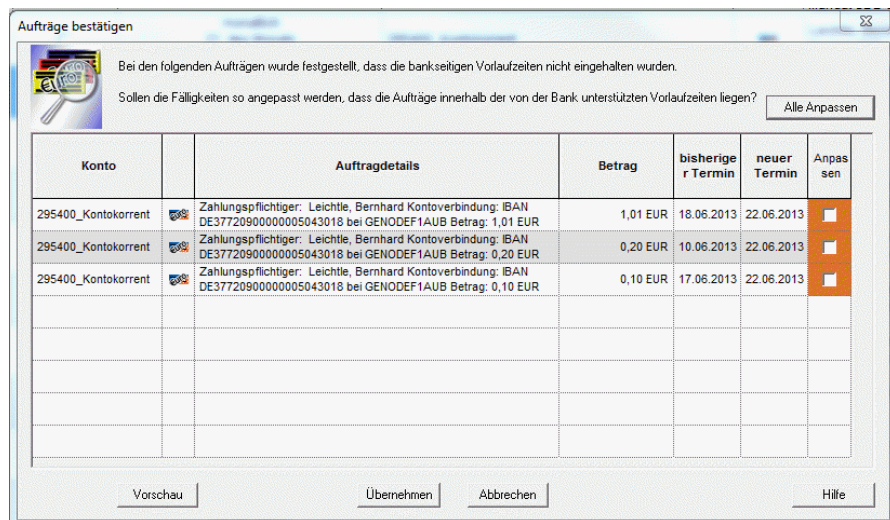 Aufträge bestätigen
Bei den folgenden Aufträgen wurde festgestellt, dass die bankseitigen Vorlaufzeiten nicht eingehalten wurden.
Sollen die Fälligkeiten so angepasst werden, dass die Aufträge innerhalb der von der Bank unterstützten Vorlaufzeiten liegen?
Alle Anpassen
Konto Auftragdetails Betrag bisherige neuer Anpas
r Termin Termin sen
Zahlungspflichtiger: Leichtle, Bernhard Kontoverbindung: IBAN
295400_Kontokorrent DE37720900000005043018 bei GENODEF1AUB Betrag: 1,01 EUR 1,01 EUR 18.06.2013 22.06.2013
Zahlungspflichtiger: Leichtle, Bernhard Kontoverbindung: IBAN
295400_Kontokorrent DE37720900000005043018 bei GENODEF1AUB Betrag: 0,20 EUR 0,20 EUR 10.06.2013 22.06.2013
Zahlungspflichtiger: Leichtle, Bernhard Kontoverbindung: IBAN
295400_Kontokorrent DE37720900000005043018 bei GENODEF1AUB Betrag: 0,10 EUR 0,10 EUR 17.06.2013 22.06.2013
Vorschau Übernehmen Abbrechen Hilfe